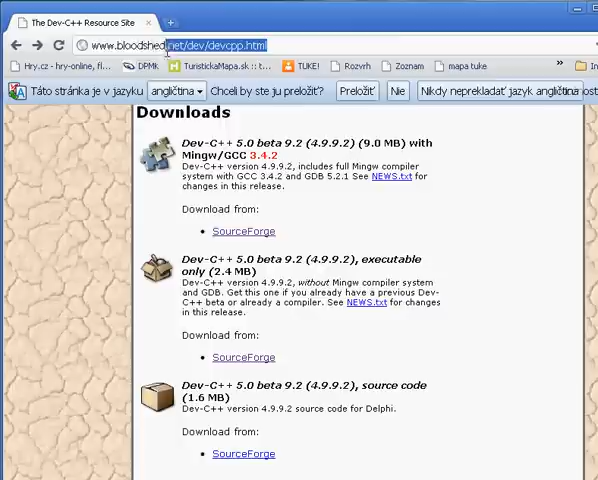 The Dev-C++ Resource Site
www.bloodshed.net/dev/devcpp.html
Hry.cz - hry-online, fl... DPMk TuristickaMapa.sk :: t... TUKE! Rozvrh Zoznam mapa tuke » In
Táto stránka je v jazyku angličtina Chceli by ste ju preložiť? Preložiť Nie Nikdy neprekladať jazyk angličtina
Downloads
Dev-C++ 5.0 beta 9.2 (4.9.9.2) (9.0 MB) with
Mingw/GCC 3.4.2
Dev-C++ version 4.9.9.2, includes full Mingw compiler
system with GCC 3.4.2 and GDB 5.2.1 See NEWS.txt for
changes in this release.
Download from:
SourceForge
Dev-C++ 5.0 beta 9.2 (4.9.9.2), executable
only (2.4 MB)
Dev-C++ version 4.9.9.2, without Mingw compiler system
and GDB. Get this one if you already have a previous Dev-
C++ beta or already a compiler. See NEWS.txt for changes
in this release.
Download from:
SourceForge
Dev-C++ 5.0 beta 9.2 (4.9.9.2), source code
(1.6 MB)
Dev-C++ version 4.9.9.2 source code for Delphi.
Download from:
SourceForge